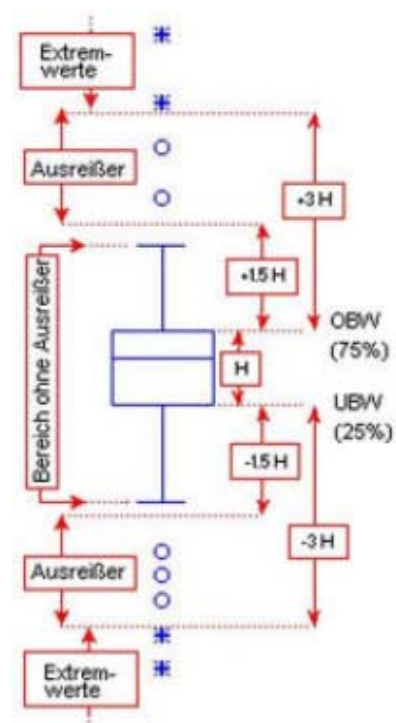 Extrem-
werte
Ausreißer
+3 H
+1.5 H
Bereich ohne Ausreißer
OBW
(75%)
H
UBW
(25%)
-1.5 H
-3 H
Ausreißer
Extrem-
werte